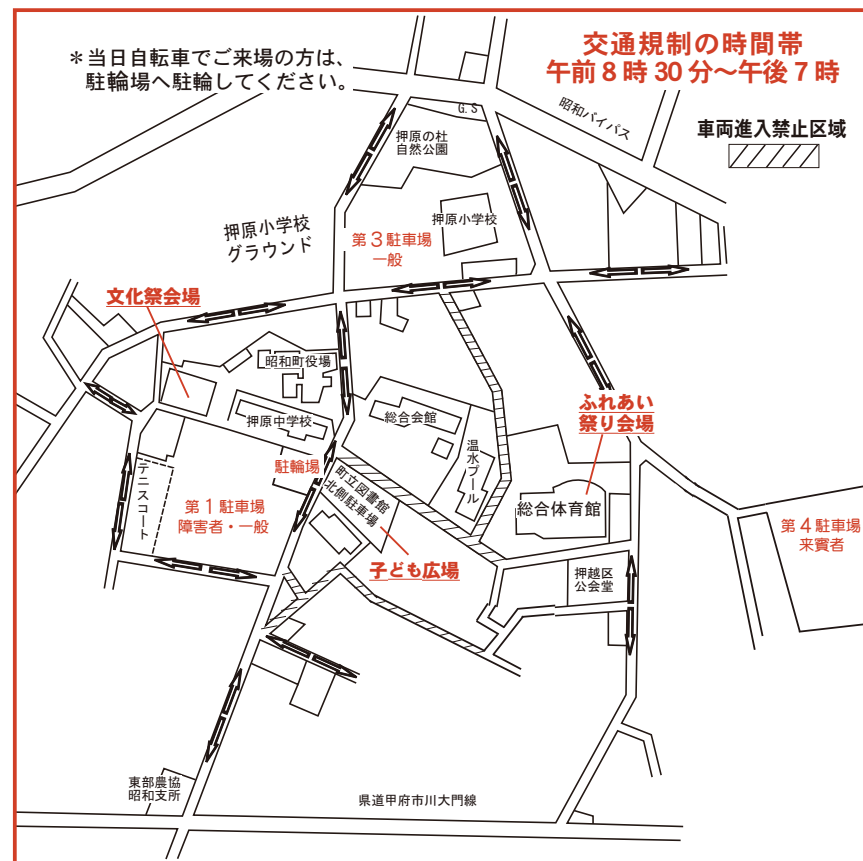 ＊当日自転車でご来場の方は、
駐輪場へ駐輪してください。
交通規制の時間帯
午前８時30分～午後７時
車両進入禁止区域
G.S
昭和バイパス
押原の杜
自然公園
押原小学校
押原小学校
グラウンド
第３駐車場
一般
文化祭会場
昭和町役場
押原中学校
総合会館
ふれあい
祭り会場
温水プール
駐輪場
町立図書館
北側駐車場
テニスコート
第１駐車場
障害者・一般
総合体育館
第４駐車場
来賓者
子ども広場
押越区
公会堂
東部農協
昭和支所
県道甲府市川大門線